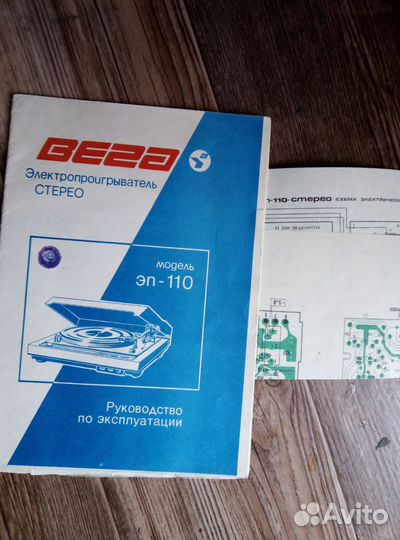 Вега
Электропроигрыватель
СТЕРЕО
модель
эп-110
Руководство
по эксплуатации
п-110-стерео СХЕМА ЭЛЕКТРИЧЕСК
Avito